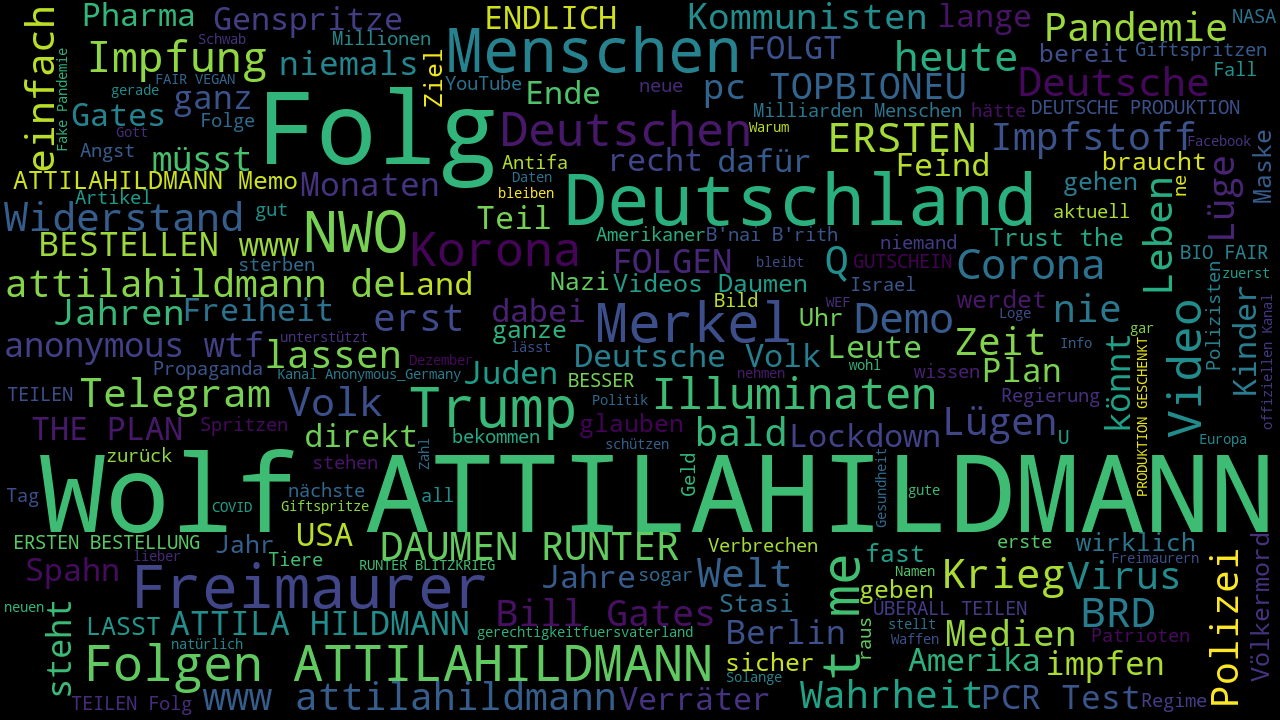 einfach
Pharma
Genspritze
ENDLICH
Kommunisten
lange
Pandemie
NASA
Fake Pandemie
Impfung
Schwab
niemals
Millionen
Menschen
FOLGT
heute
bereit
Giftspritzen
Fall
FAIR VEGAN
gerade
ganz
Ziel
YouTube
Ende
neue
pc TOPBIONEU
Deutsche
Gates
Gott
Folge
Folg
Deutschen
Milliarden Menschen
hätte
DEUTSCHE PRODUKTION
Warum
ERSTEN
Impfstoff
Facebook
Maske
Angst
müsst
Antifa
recht
dafür
Feind
braucht
Lüge
ATTILAHILDMANN Memo
Monaten
Daten
bleiben
Deutschland
gehen
Leben
ne
Artikel
Widerstand
gut
NWO
Teil
aktuell
BESTELLEN www
Korona
Amerikaner
B'nai B'rith
niemand
Trust the
BIO FAIR
sterben
FOLGEN
bleibt
Q
GUTSCHEIN
Corona
zuerst
attilahildmann de
Land
Nazi
Videos Daumen
Israel
Polizisten
Jahren
Freiheit
erst
dabei
Bild
WEF
werdet
nie
Video
Kinder
offiziellen Kanal
Merkel
Uhr
Demo
Loge
gar
anonymous wtf
unterstützt
ganze
lässt
Leute
Zeit
Info
könnt
PRODUKTION GESCHENKT
lassen
Dezember
Deutsche Volk
Propaganda
Kanal Anonymous_Germany
Juden
BESSER
nehmen
wohl
wissen
Plan
TEILEN
Telegram
Volk
Trump
Politik
Illuminaten
Regierung
THE PLAN
Spritzen
direkt
bekommen
glauben
bald
Lockdown
Lügen
U
Europa
zurück
Zahl
schützen
Wolf
ATTILAHILDMANN
stehen
Geld
Gesundheit
Tag
nächste
all
gute
COVID
Giftspritze
ERSTEN BESTELLUNG
Jahr
USA
DAUMEN RUNTER
Verbrechen
fast
erste
wirklich
lieber
Tiere
RUNTER BLITZKRIEG
Freimaurern
Spahn
Freimaurer
Jahre
sogar
Welt
t me
Namen
geben
Krieg
Virus
Polizei
Völkermord
neuen
steht
Bill Gates
Stasi
ÜBERALL TEILEN
BRD
LASST
ATTILA HILDMANN
gerechtigkeitfuersvaterland
Berlin
raus
stellt
Waffen
Medien
Patrioten
natürlich
Folgen ATTILAHILDMANN
sicher
Amerika
impfen
Solange
TEILEN Folg
www attilahildmann
Verräter
Wahrheit
PCR Test
Regime